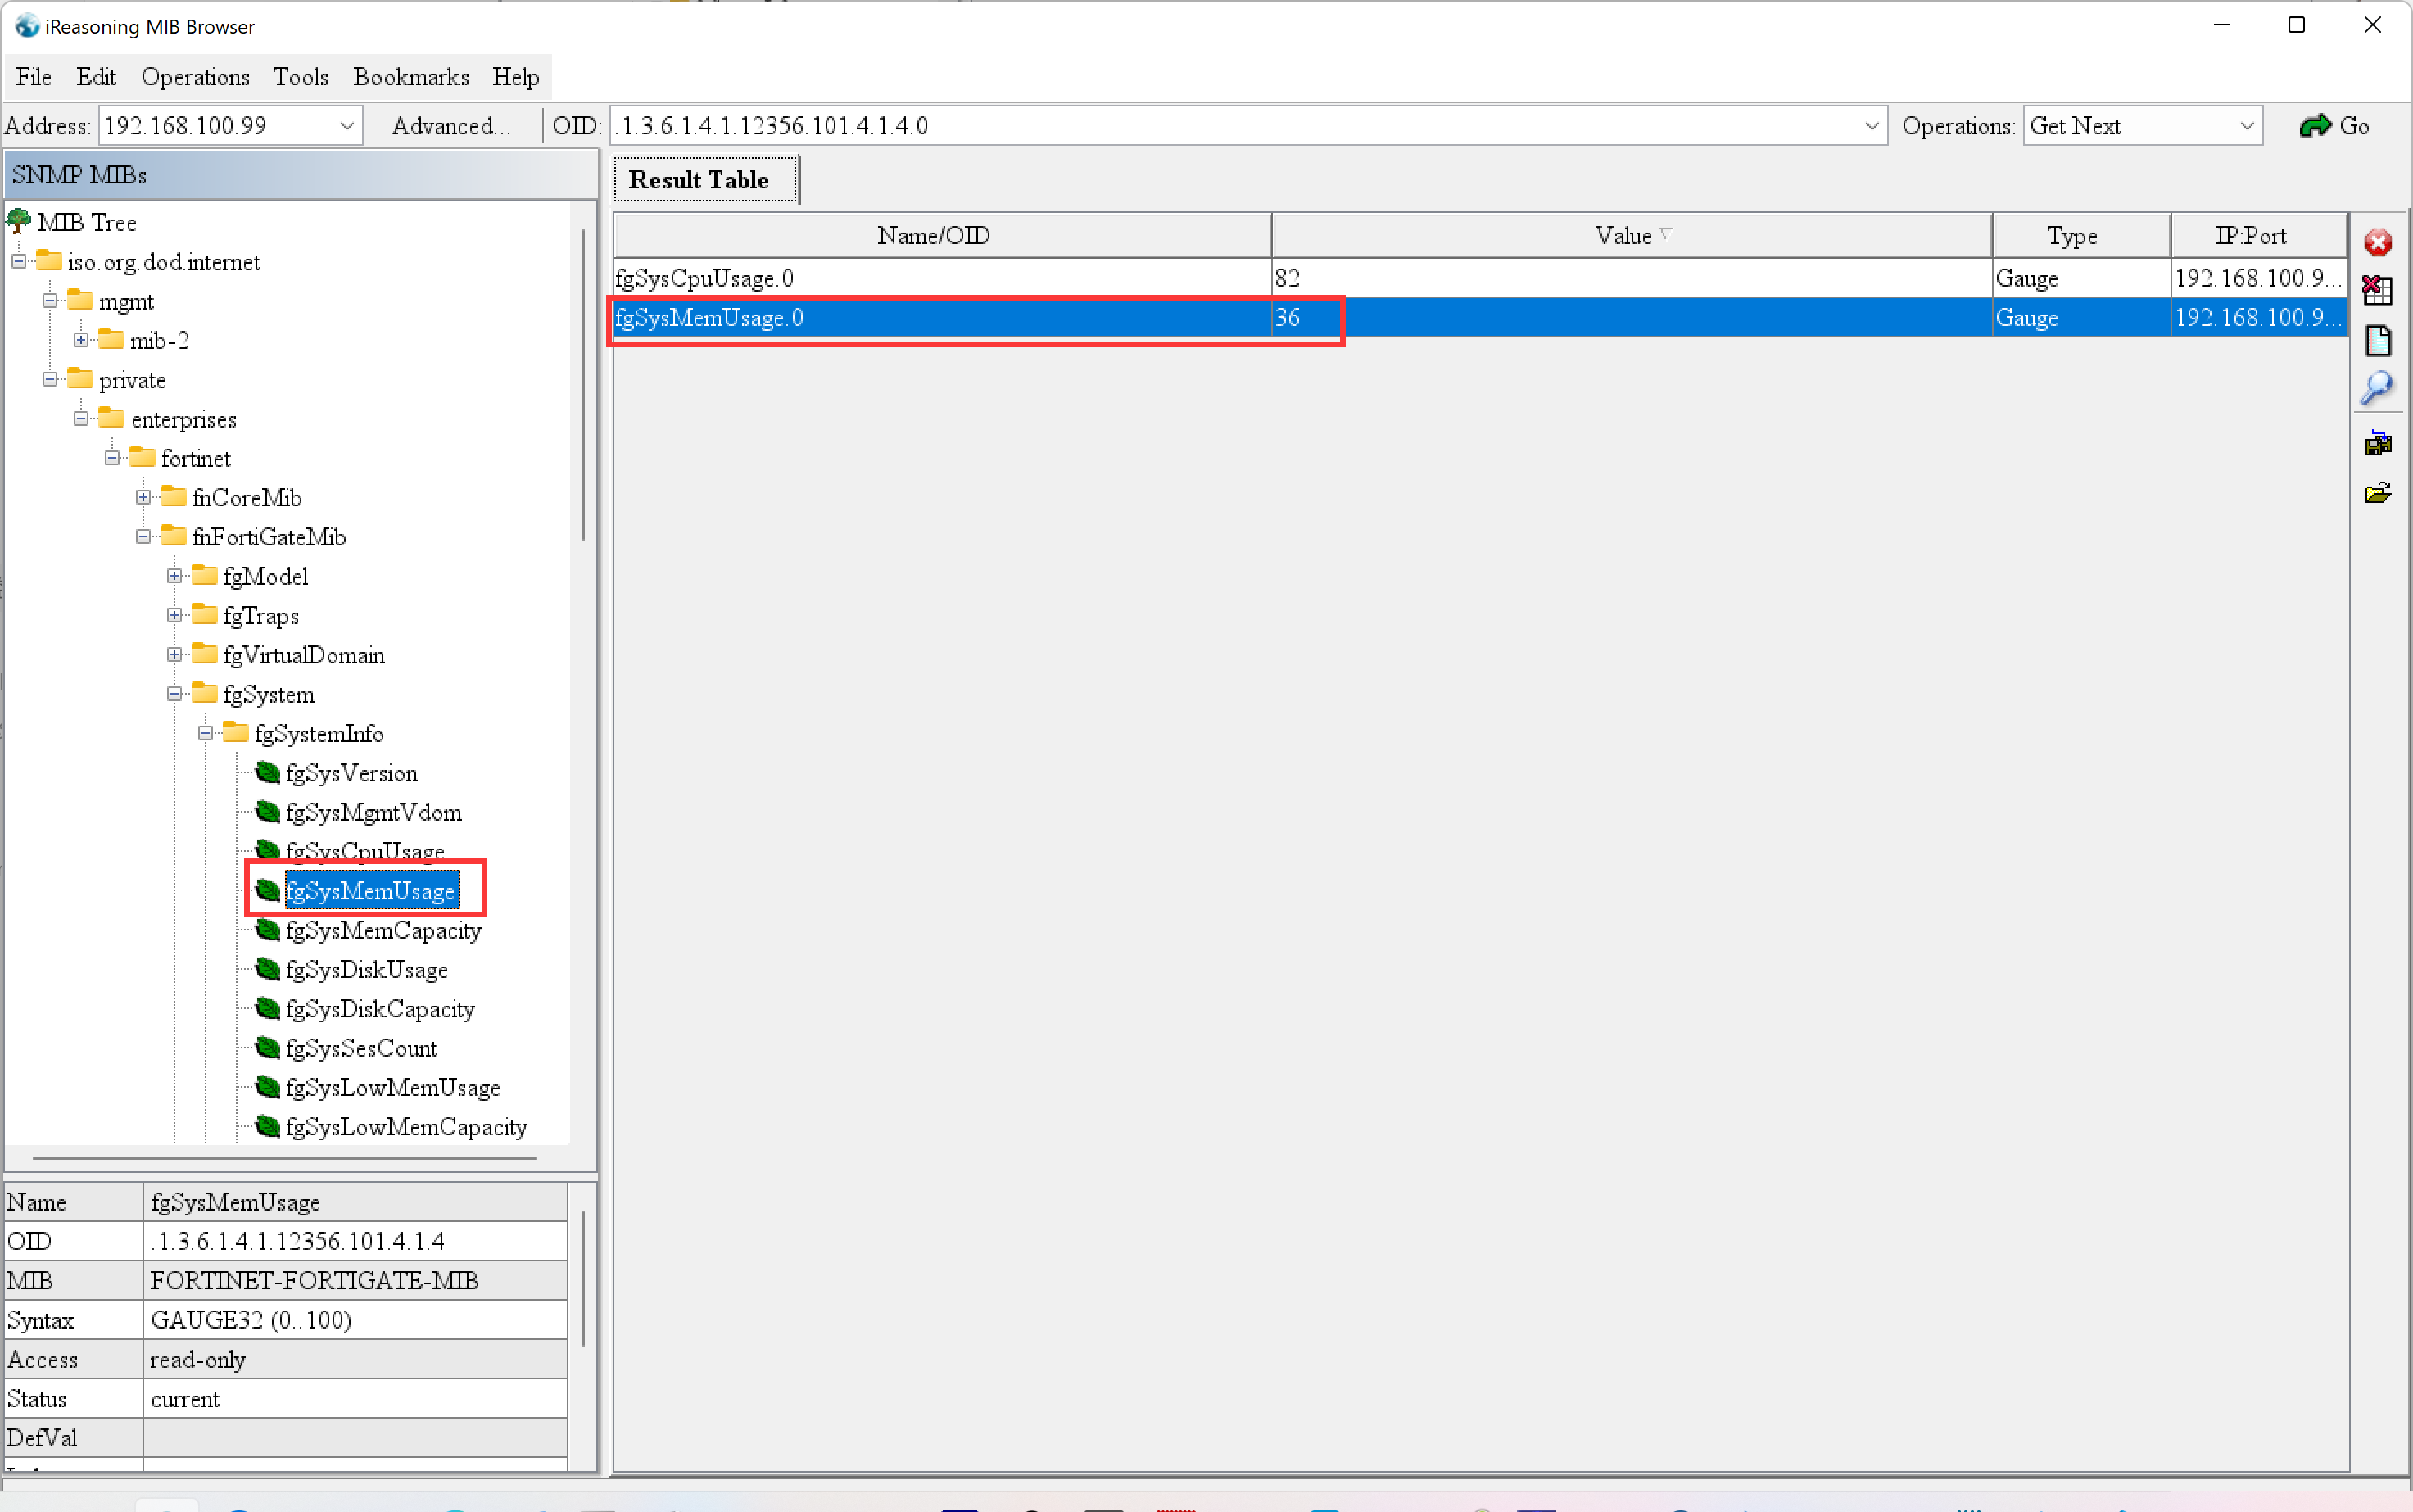 iReasoning MIB Browser
File Edit Operations Tools Bookmarks Help
Address: 192.168.100.99 Advanced... OID: .1.3.6.1.4.1.12356.101.4.1.4.0 Operations: Get Next Go
SNMP MIBs
MIB Tree
iso.org.dod.internet
mgmt
mib-2
private
enterprises
fortinet
fnCoreMib
fnFortiGateMib
fgModel
fgTraps
fgVirtualDomain
fgSystem
fgSystemInfo
fgSysVersion
fgSysMgmtVdom
fgSysCpuUsage
fgSysMemUsage
fgSysMemCapacity
fgSysDiskUsage
fgSysDiskCapacity
fgSysSesCount
fgSysLowMemUsage
fgSysLowMemCapacity
Name fgSysMemUsage
OID .1.3.6.1.4.1.12356.101.4.1.4
MIB FORTINET-FORTIGATE-MIB
Syntax GAUGE32 (0..100)
Access read-only
Status current
DefVal
Result Table
Name/OID Value Type IP:Port
fgSysCpuUsage.0 82 Gauge 192.168.100.9...
fgSysMemUsage.0 36 Gauge 192.168.100.9...